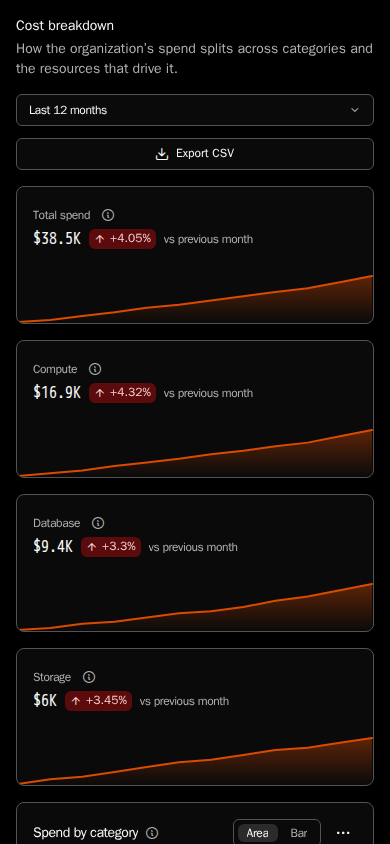 Cost breakdown
How the organization's spend splits across categories and
the resources that drive it.
Last 12 months
Export CSV
Total spend
$38.5K +4.05% vs previous month
Compute
$16.9K +4.32% vs previous month
Database
$9.4K +3.3% vs previous month
Storage
$6K +3.45% vs previous month
Spend by category Area Bar